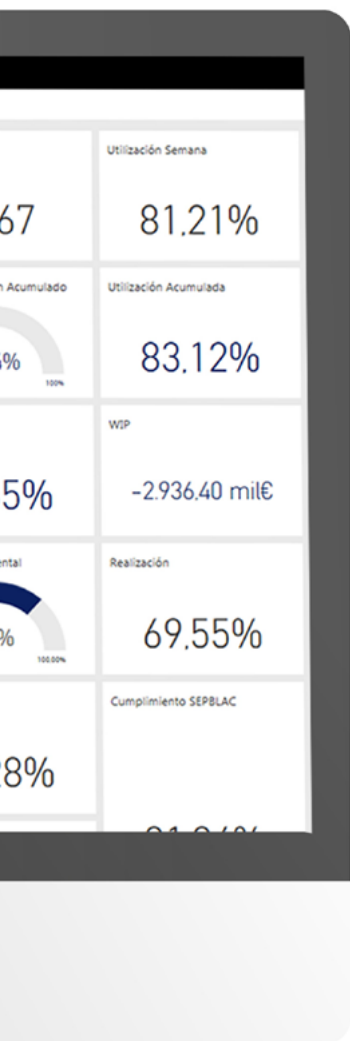 Utilización Semana
67
81,21%
Acumulado
Utilización Acumulada
%
83,12%
100%
WIP
5%
-2.936,40 mil€
Realización
%
69,55%
100,00%
Cumplimiento SEPBLAC
8%